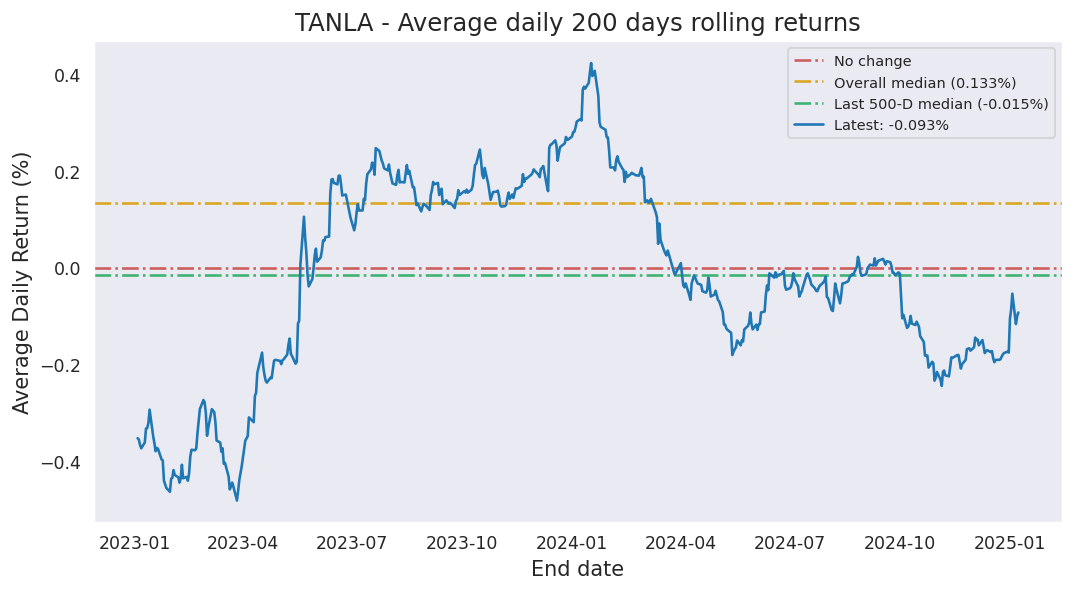 TANLA - Average daily 200 days rolling returns
No change
Overall median (0.133%)
Last 500-D median (-0.015%)
Latest: -0.093%
Average Daily Return (%)
0.4
0.2
0.0
−0.2
−0.4
2023-01 2023-04 2023-07 2023-10 2024-01 2024-04 2024-07 2024-10 2025-01
End date